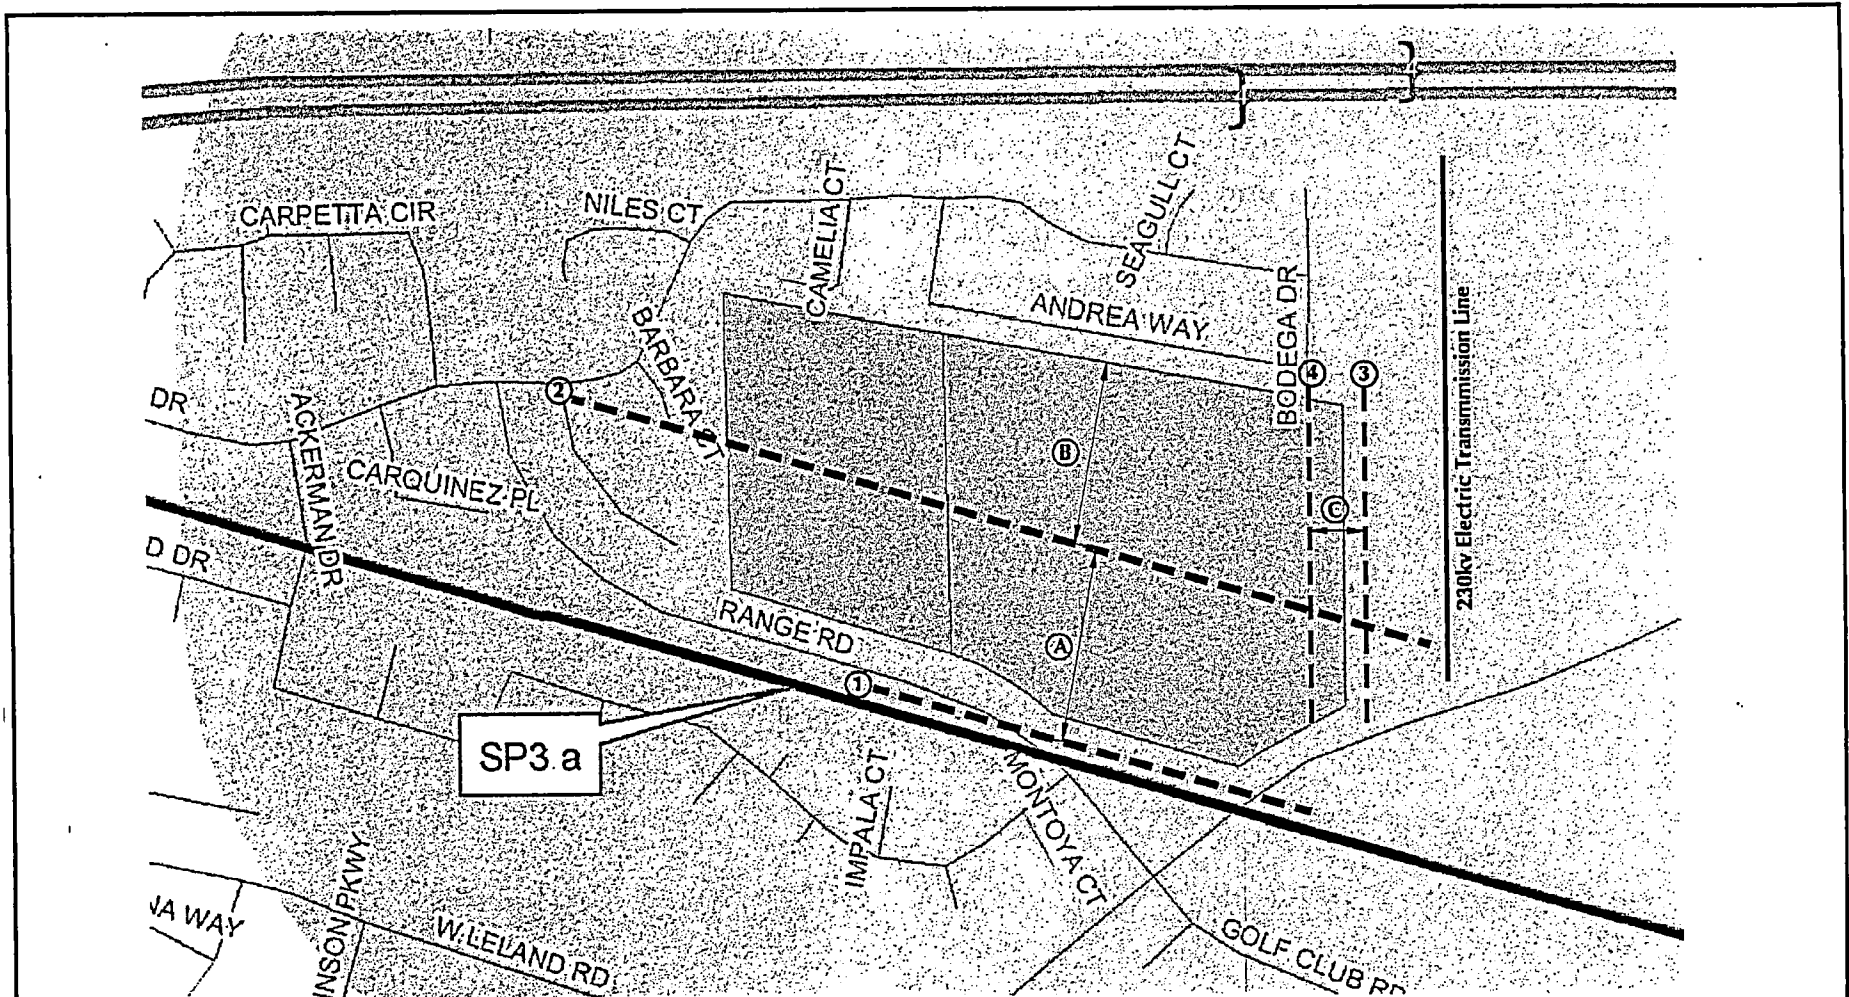 CARPETTA CIR
NILES CT
CAMELIA CT
SEAGULL CT
BARBARA CT
ANDREA WAY
BODEGA DR
230kv Electric Transmmission Line
4
3
2
DR
ACKERMAN DR
CARQUINEZ PL
B
C
D DR
RANGE RD
A
1
SP3.a
IMPALA CT
MONTOYA CT
NSON PKWY
NA WAY
W LELAND RD
GOLF CLUB RD